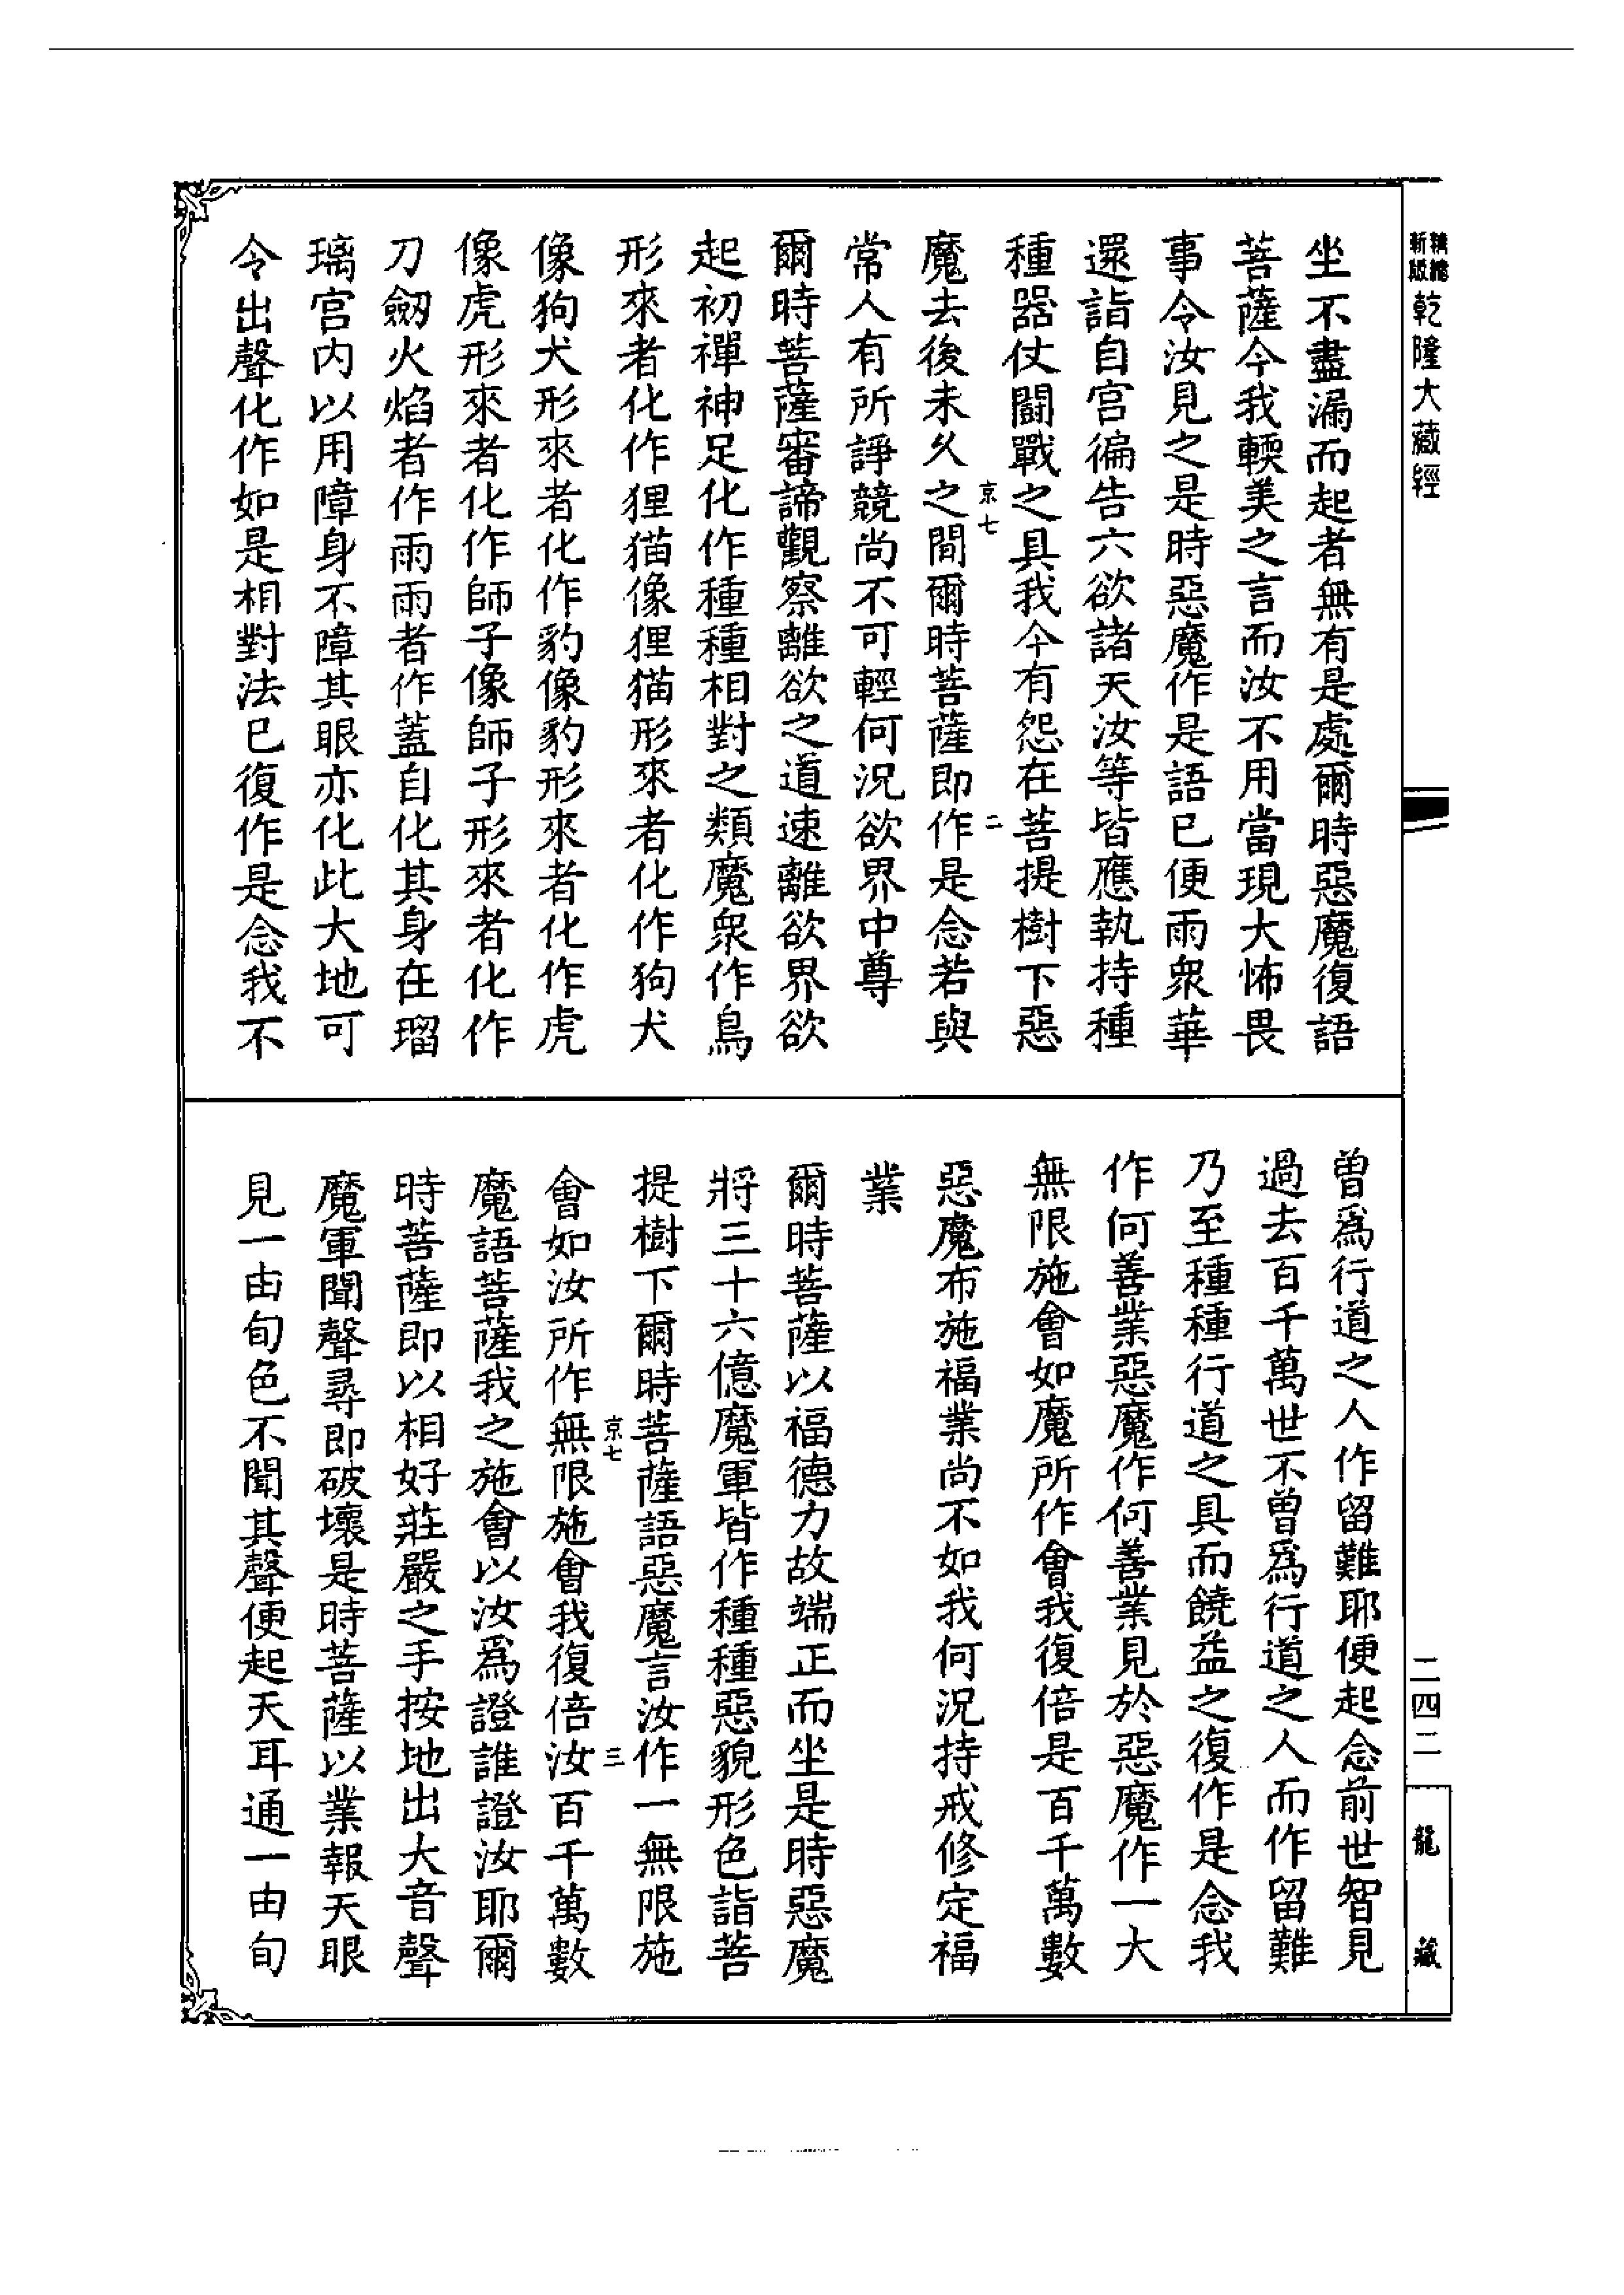 精縮新版乾隆大藏經
坐不盡漏而起者無有是處爾時惡魔復語
菩薩今我輭美之言而汝不用當現大怖畏
事令汝見之是時惡魔作是語已便雨衆華
還詣自宮徧告六欲諸天汝等皆應執持種
種器仗鬪戰之具我今有怨在菩提樹下惡
京七 二
魔去後未久之間爾時菩薩即作是念若與
常人有所諍競尚不可輕何況欲界中尊
爾時菩薩審諦觀察離欲之道速離欲界欲
起初禪神足化作種種相對之類魔衆作鳥
形來者化作狸猫像狸猫形來者化作狗犬
像狗犬形來者化作豹像豹形來者化作虎
像虎形來者化作師子像師子形來者化作
刀劒火焰者作雨雨者作蓋自化其身在瑠
璃宮内以用障身不障其眼亦化此大地可
令出聲化作如是相對法已復作是念我不
曾爲行道之人作留難耶便起念前世智見
過去百千萬世不曾爲行道之人而作留難
乃至種種行道之具而饒益之復作是念我
作何善業惡魔作何善業見於惡魔作一大
無限施會如魔所作會我復倍是百千萬數
惡魔布施福業尚不如我何況持戒修定福
業
爾時菩薩以福德力故端正而坐是時惡魔
將三十六億魔軍皆作種種惡貌形色詣菩
提樹下爾時菩薩語惡魔言汝作一無限施
京七 三
會如汝所作無限施會我復倍汝百千萬數
魔語菩薩我之施會以汝爲證誰證汝耶爾
時菩薩即以相好莊嚴之手按地出大音聲
魔軍聞聲尋即破壞是時菩薩以業報天眼
見一由旬色不聞其聲便起天耳通一由旬
二四二
龍藏